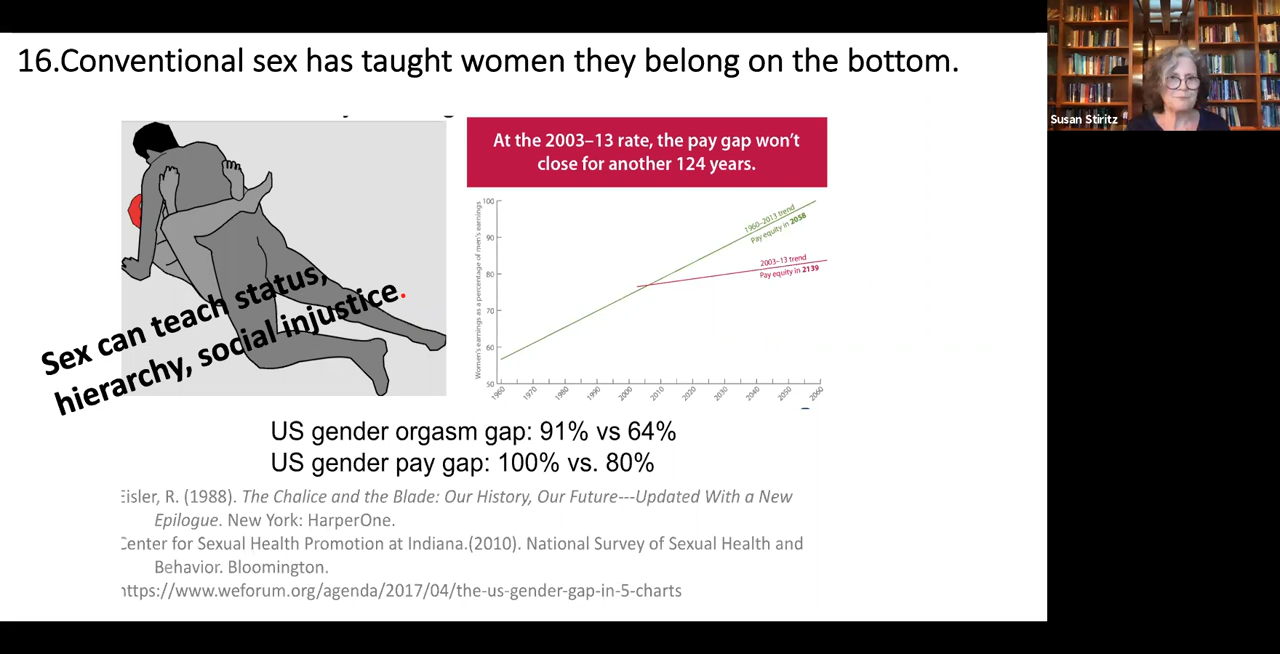 16.Conventional sex has taught women they belong on the bottom.
Susan Stiritz
Sex can teach status,
hierarchy, social injustice.
At the 2003–13 rate, the pay gap won't
close for another 124 years.
Women's earnings as a percentage of men's earnings
100
90
80
70
60
50
1960–2013 trend
Pay equity in 2058
2003–13 trend
Pay equity in 2139
1960 1970 1980 1990 2000 2010 2020 2030 2040 2050 2060
US gender orgasm gap: 91% vs 64%
US gender pay gap: 100% vs. 80%
Eisler, R. (1988). The Chalice and the Blade: Our History, Our Future---Updated With a New
Epilogue. New York: HarperOne.
Center for Sexual Health Promotion at Indiana.(2010). National Survey of Sexual Health and
Behavior. Bloomington.
https://www.weforum.org/agenda/2017/04/the-us-gender-gap-in-5-charts